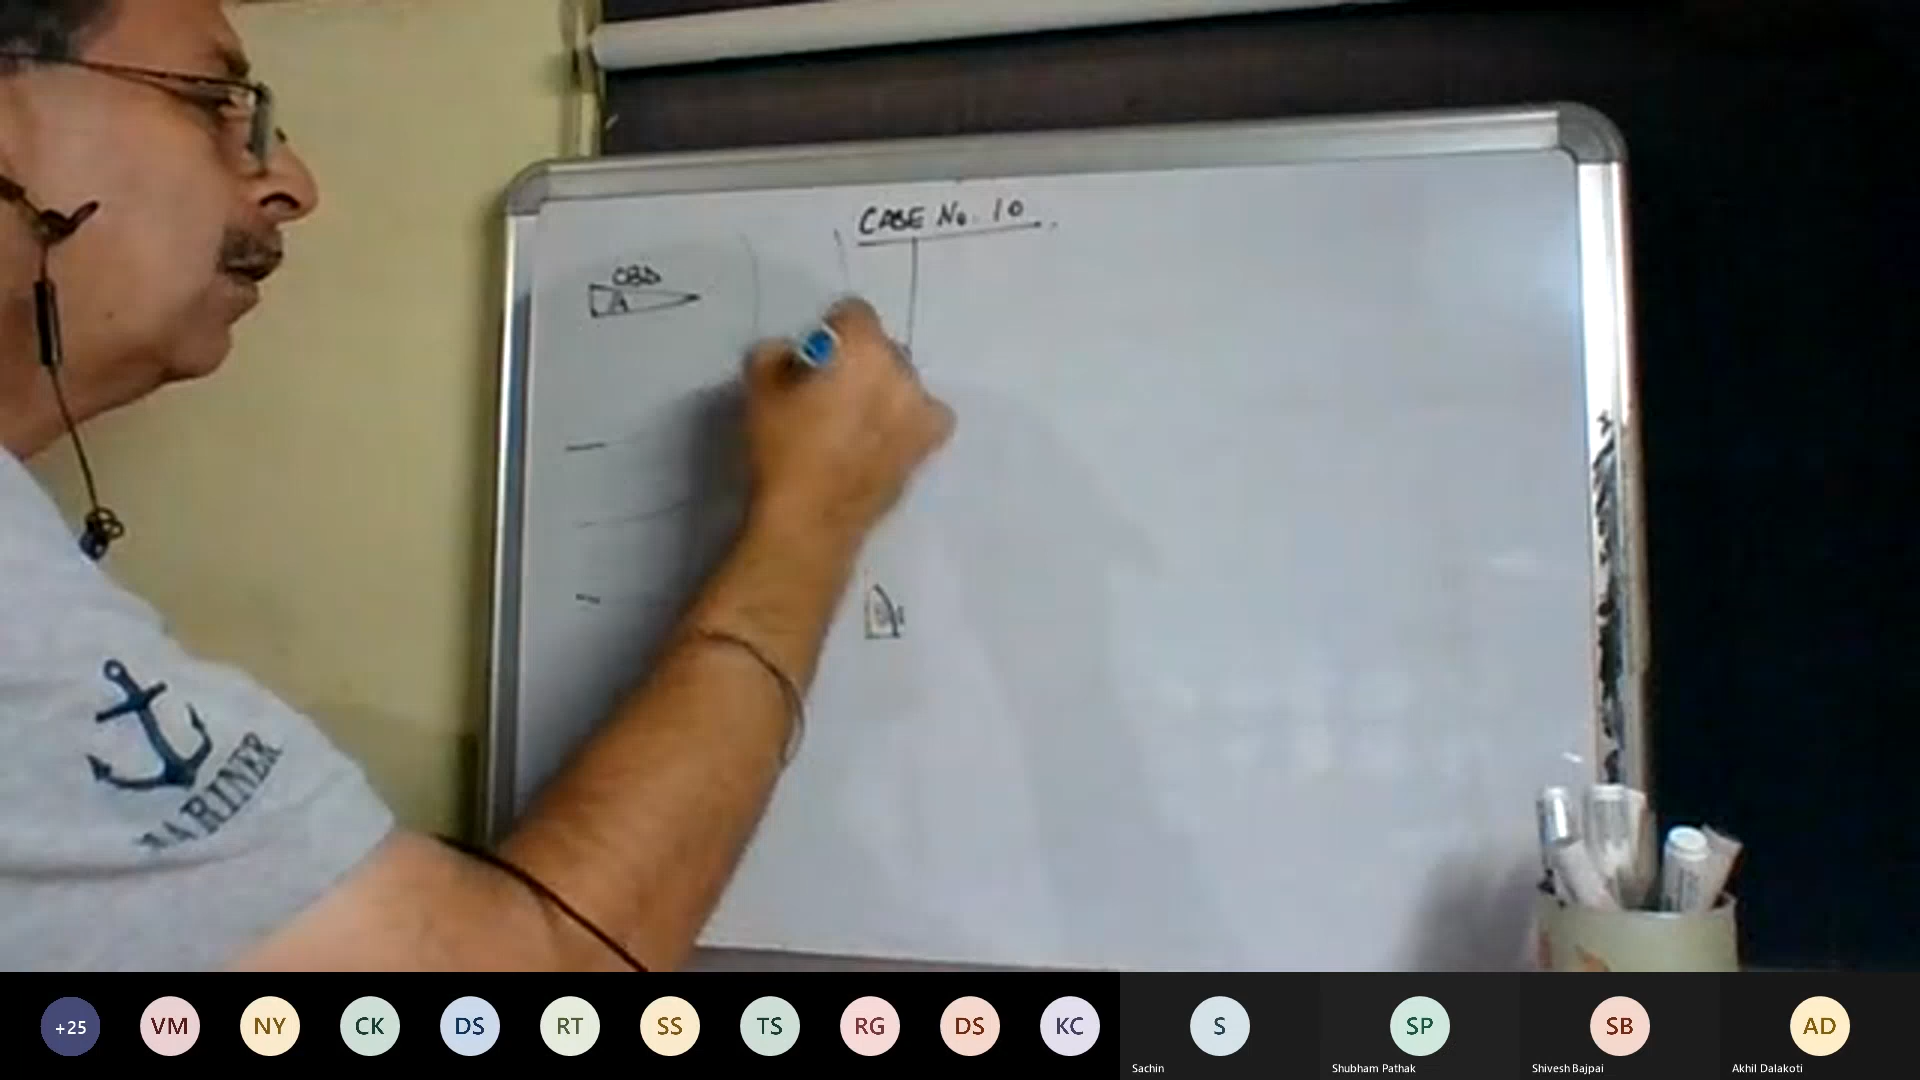 CASE No. 10
CBD
A
MARINER
+25
VM
NY
CK
DS
RT
SS
TS
RG
DS
KC
S
SP
SB
AD
Sachin
Shubham Pathak
Shivesh Bajpai
Akhil Dalakoti